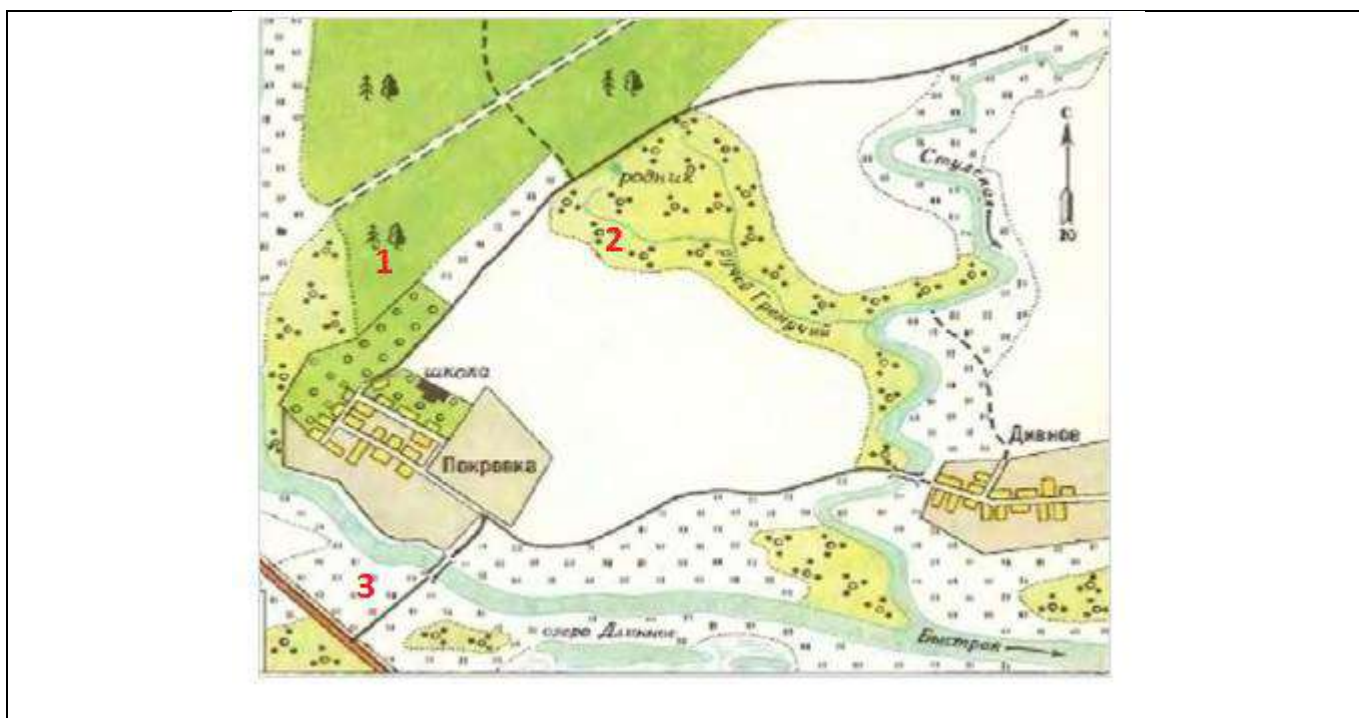 С
Студеная
родник
2
1
Ю
ручей Гремучий
школа
Дивное
Покровка
3
озеро Длинное
Быстрая